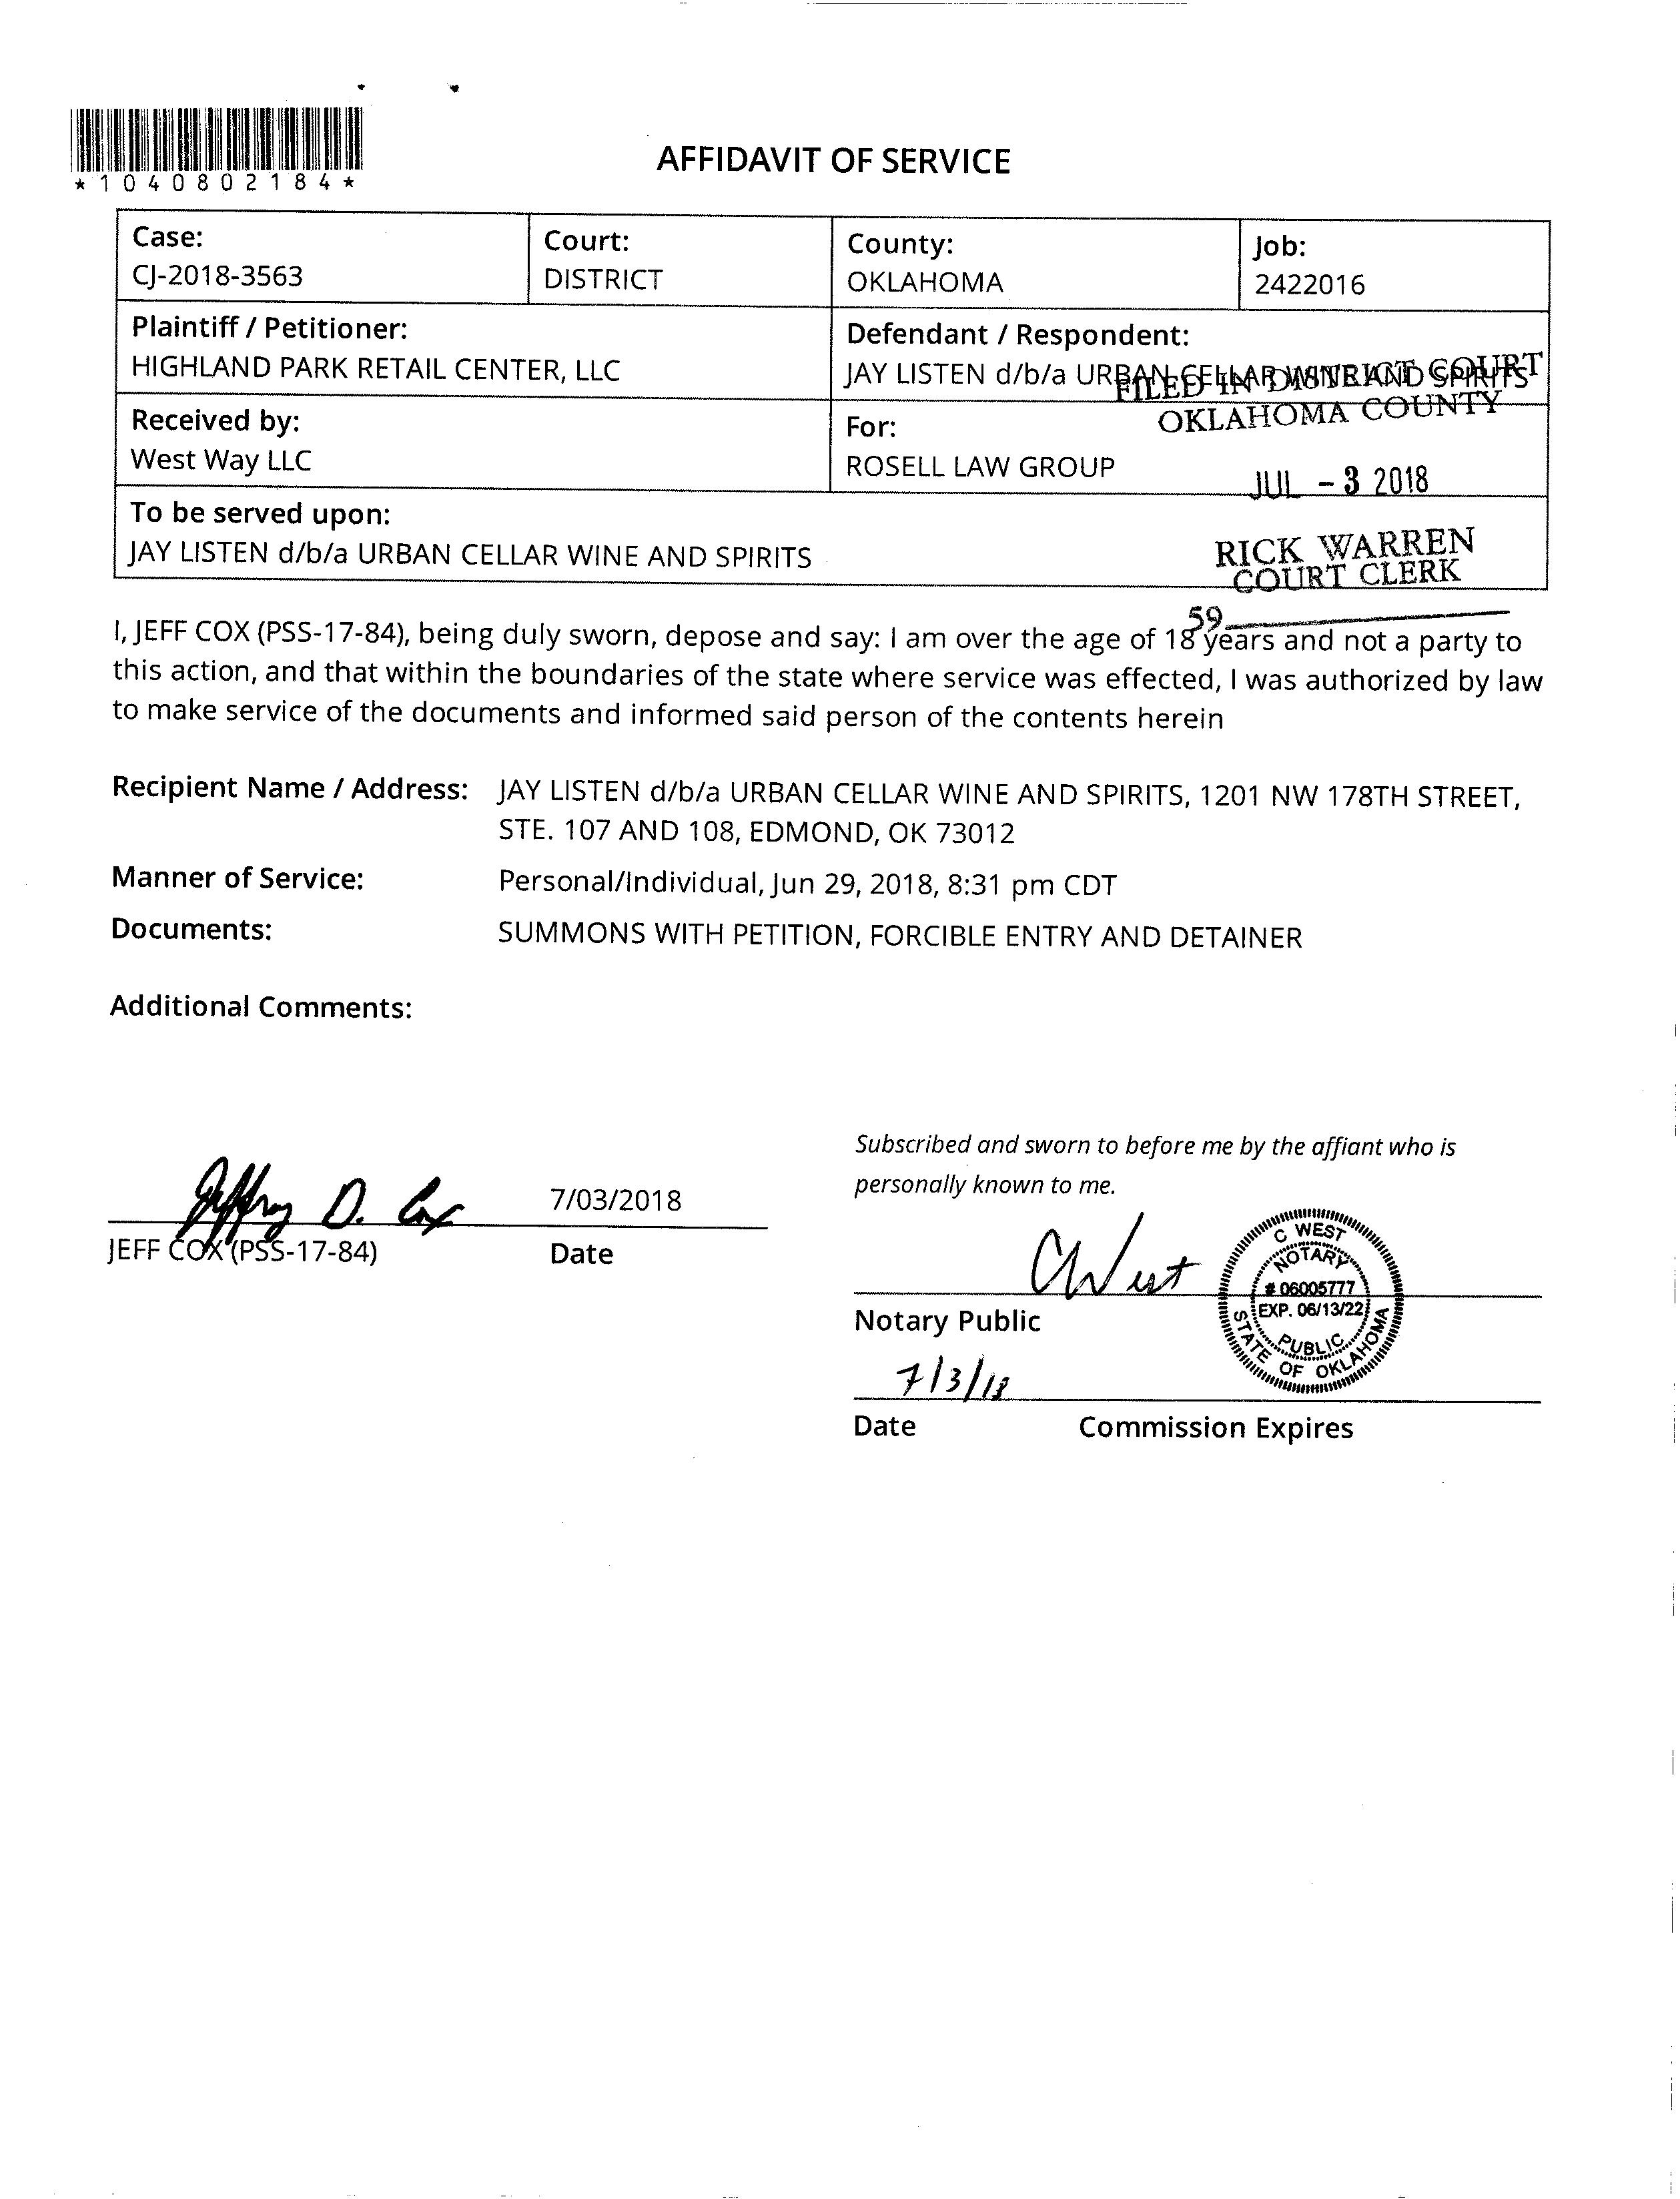 *1040802184*
AFFIDAVIT OF SERVICE
Case:
CJ-2018-3563
Court:
DISTRICT
County:
OKLAHOMA
Job:
2422016
Plaintiff / Petitioner:
HIGHLAND PARK RETAIL CENTER, LLC
Defendant / Respondent:
JAY LISTEN d/b/a URBAN CELLAR WINE AND SPIRITS
FILED IN DISTRICT COURT
OKLAHOMA COUNTY
Received by:
West Way LLC
For:
ROSELL LAW GROUP
JUL - 3 2018
To be served upon:
JAY LISTEN d/b/a URBAN CELLAR WINE AND SPIRITS
RICK WARREN
COURT CLERK
59
I, JEFF COX (PSS-17-84), being duly sworn, depose and say: I am over the age of 18 years and not a party to
this action, and that within the boundaries of the state where service was effected, I was authorized by law
to make service of the documents and informed said person of the contents herein
Recipient Name / Address: JAY LISTEN d/b/a URBAN CELLAR WINE AND SPIRITS, 1201 NW 178TH STREET,
STE. 107 AND 108, EDMOND, OK 73012
Manner of Service: Personal/Individual, Jun 29, 2018, 8:31 pm CDT
Documents: SUMMONS WITH PETITION, FORCIBLE ENTRY AND DETAINER
Additional Comments:
Jeffrey D. Cox
7/03/2018
JEFF COX (PSS-17-84)
Date
Subscribed and sworn to before me by the affiant who is
personally known to me.
C West
Notary Public
C WEST
NOTARY
# 06005777
EXP. 06/13/22
PUBLIC
STATE OF OKLAHOMA
7/3/18
Date Commission Expires